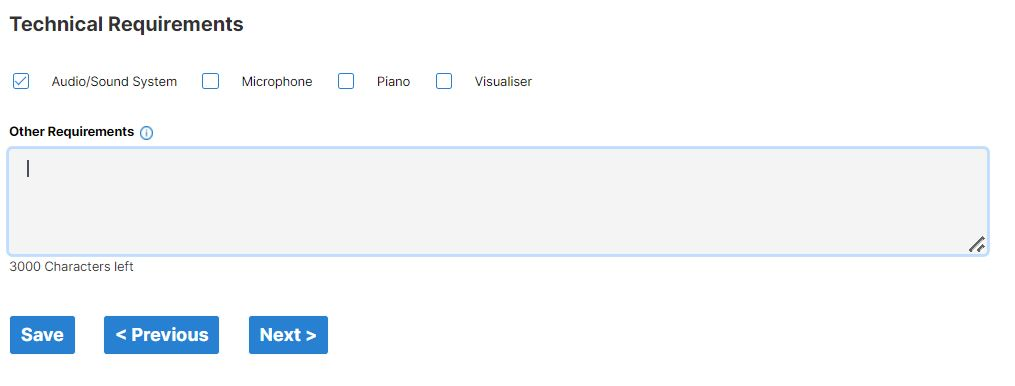 Technical Requirements
Audio/Sound System Microphone Piano Visualiser
Other Requirements
3000 Characters left
Save < Previous Next >